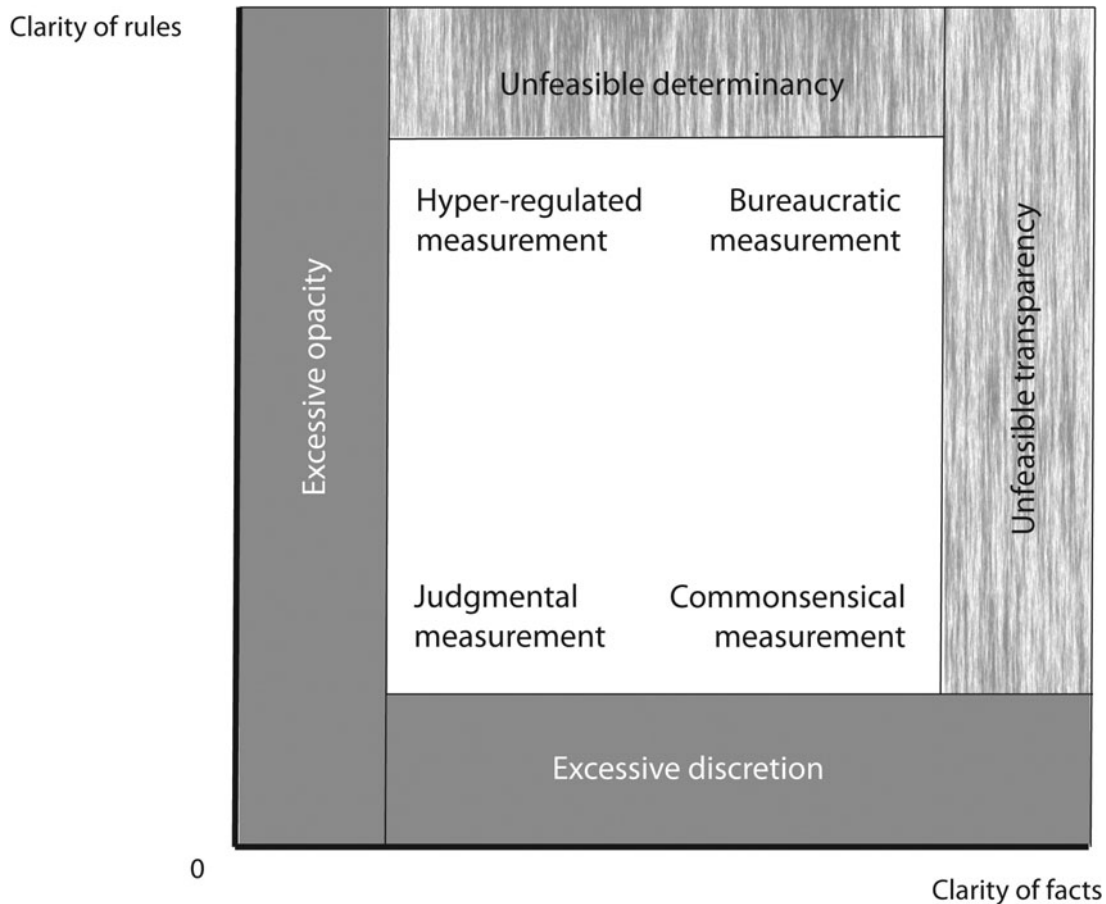 Clarity of rules
Unfeasible determinancy
Hyper-regulated
measurement
Bureaucratic
measurement
Excessive opacity
Unfeasible transparency
Judgmental
measurement
Commonsensical
measurement
Excessive discretion
0
Clarity of facts